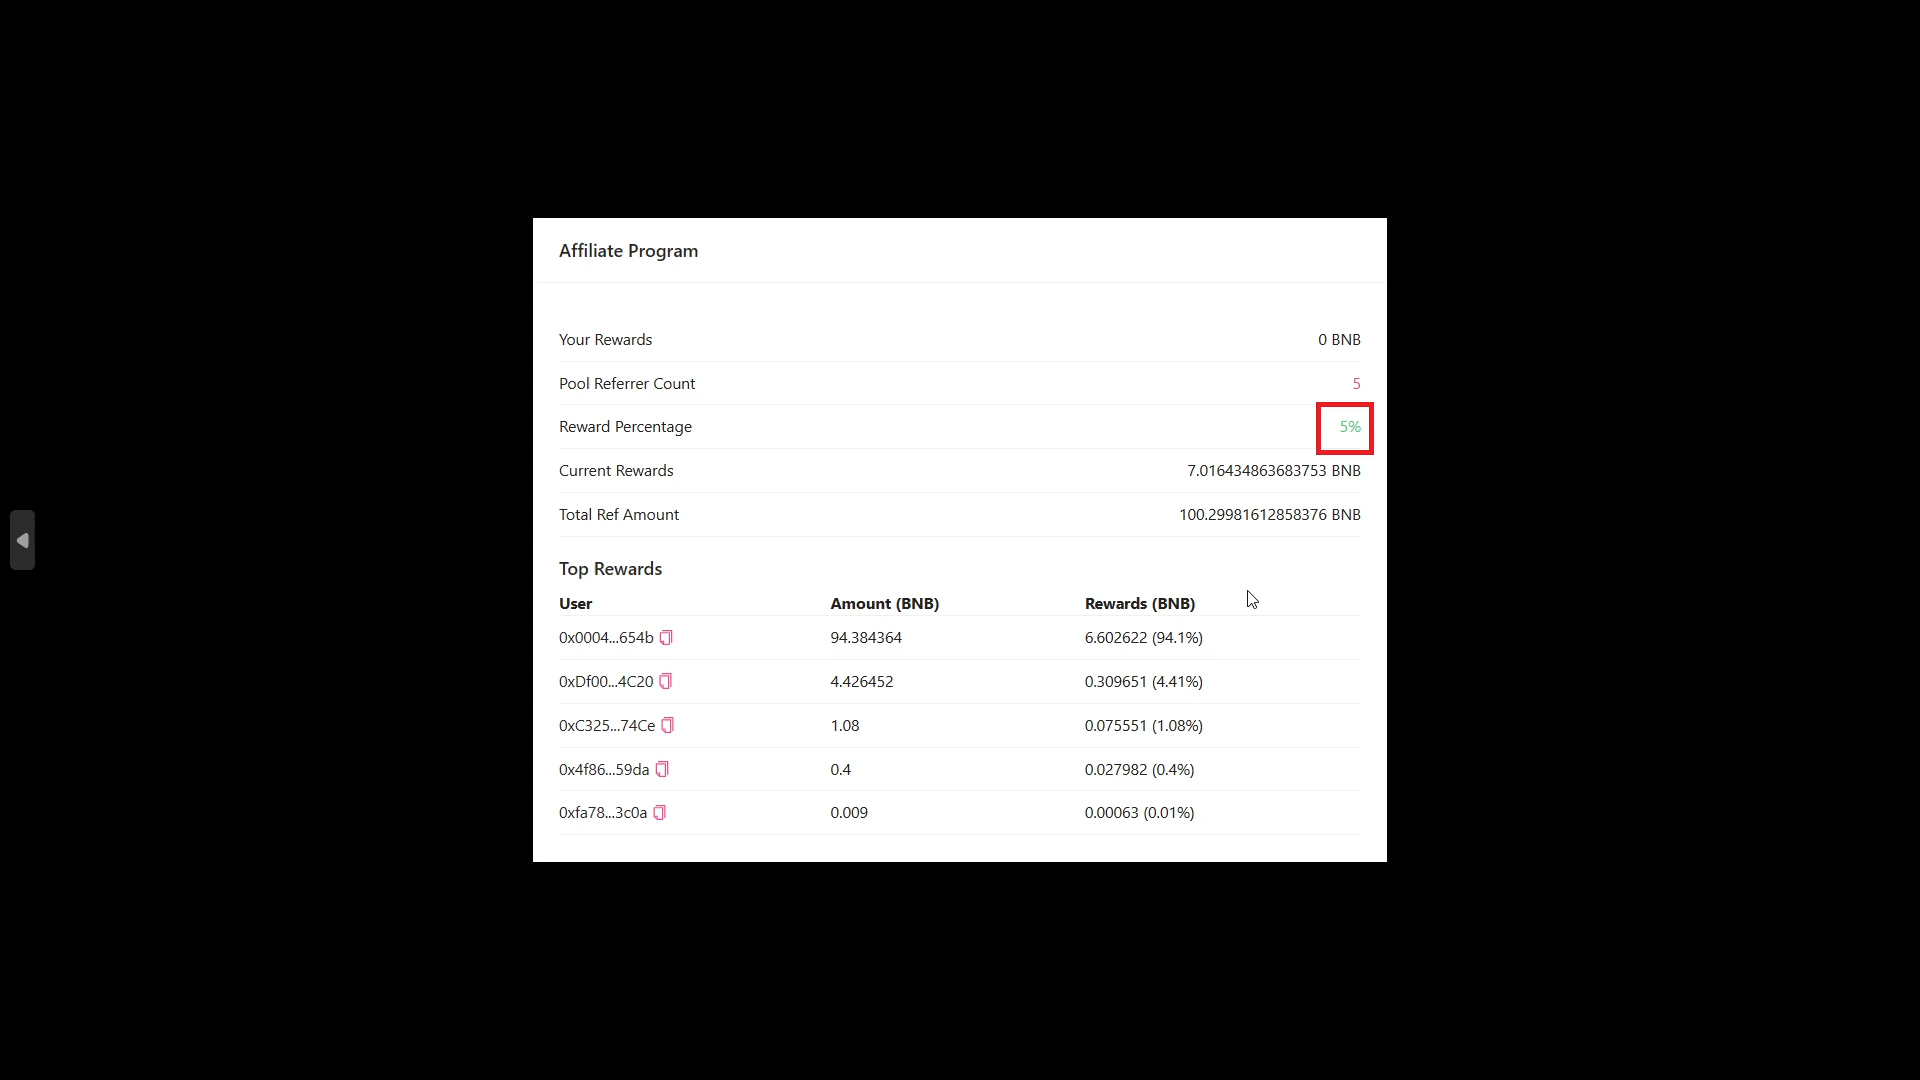 Affiliate Program
Your Rewards 0 BNB
Pool Referrer Count 5
Reward Percentage 5%
Current Rewards 7.016434863683753 BNB
Total Ref Amount 100.29981612858376 BNB
Top Rewards
User Amount (BNB) Rewards (BNB)
0x0004...654b 94.384364 6.602622 (94.1%)
0xDf00...4C20 4.426452 0.309651 (4.41%)
0xC325...74Ce 1.08 0.075551 (1.08%)
0x4f86...59da 0.4 0.027982 (0.4%)
0xfa78...3c0a 0.009 0.00063 (0.01%)